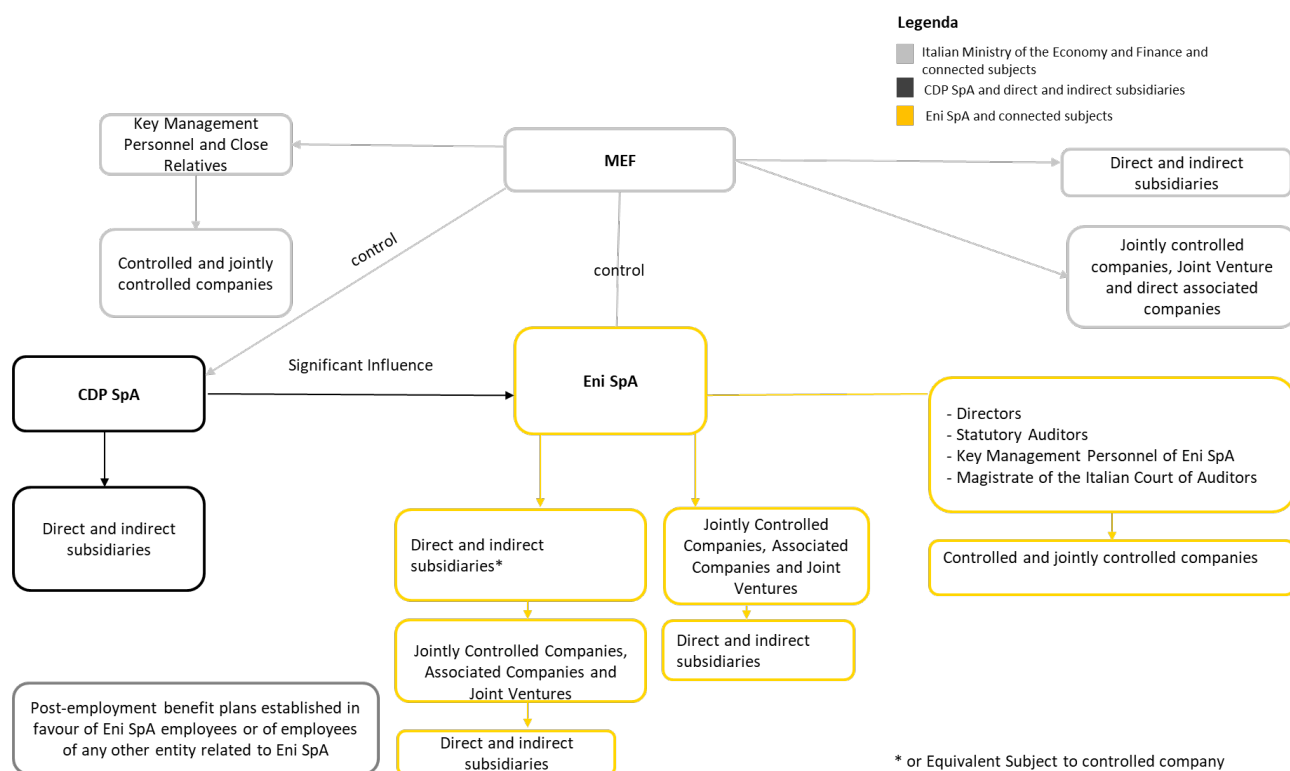 Legenda
Italian Ministry of the Economy and Finance and
connected subjects
CDP SpA and direct and indirect subsidiaries
Eni SpA and connected subjects
Key Management
Personnel and Close
Relatives
MEF
Direct and indirect
subsidiaries
Controlled and jointly
controlled companies
control
control
Jointly controlled
companies, Joint Venture
and direct associated
companies
CDP SpA
Significant Influence
Eni SpA
- Directors
- Statutory Auditors
- Key Management Personnel of Eni SpA
- Magistrate of the Italian Court of Auditors
Direct and indirect
subsidiaries
Direct and indirect
subsidiaries*
Jointly Controlled
Companies, Associated
Companies and Joint
Ventures
Controlled and jointly controlled companies
Jointly Controlled Companies,
Associated Companies and
Joint Ventures
Direct and indirect
subsidiaries
Post-employment benefit plans established in
favour of Eni SpA employees or of employees
of any other entity related to Eni SpA
Direct and indirect
subsidiaries
* or Equivalent Subject to controlled company